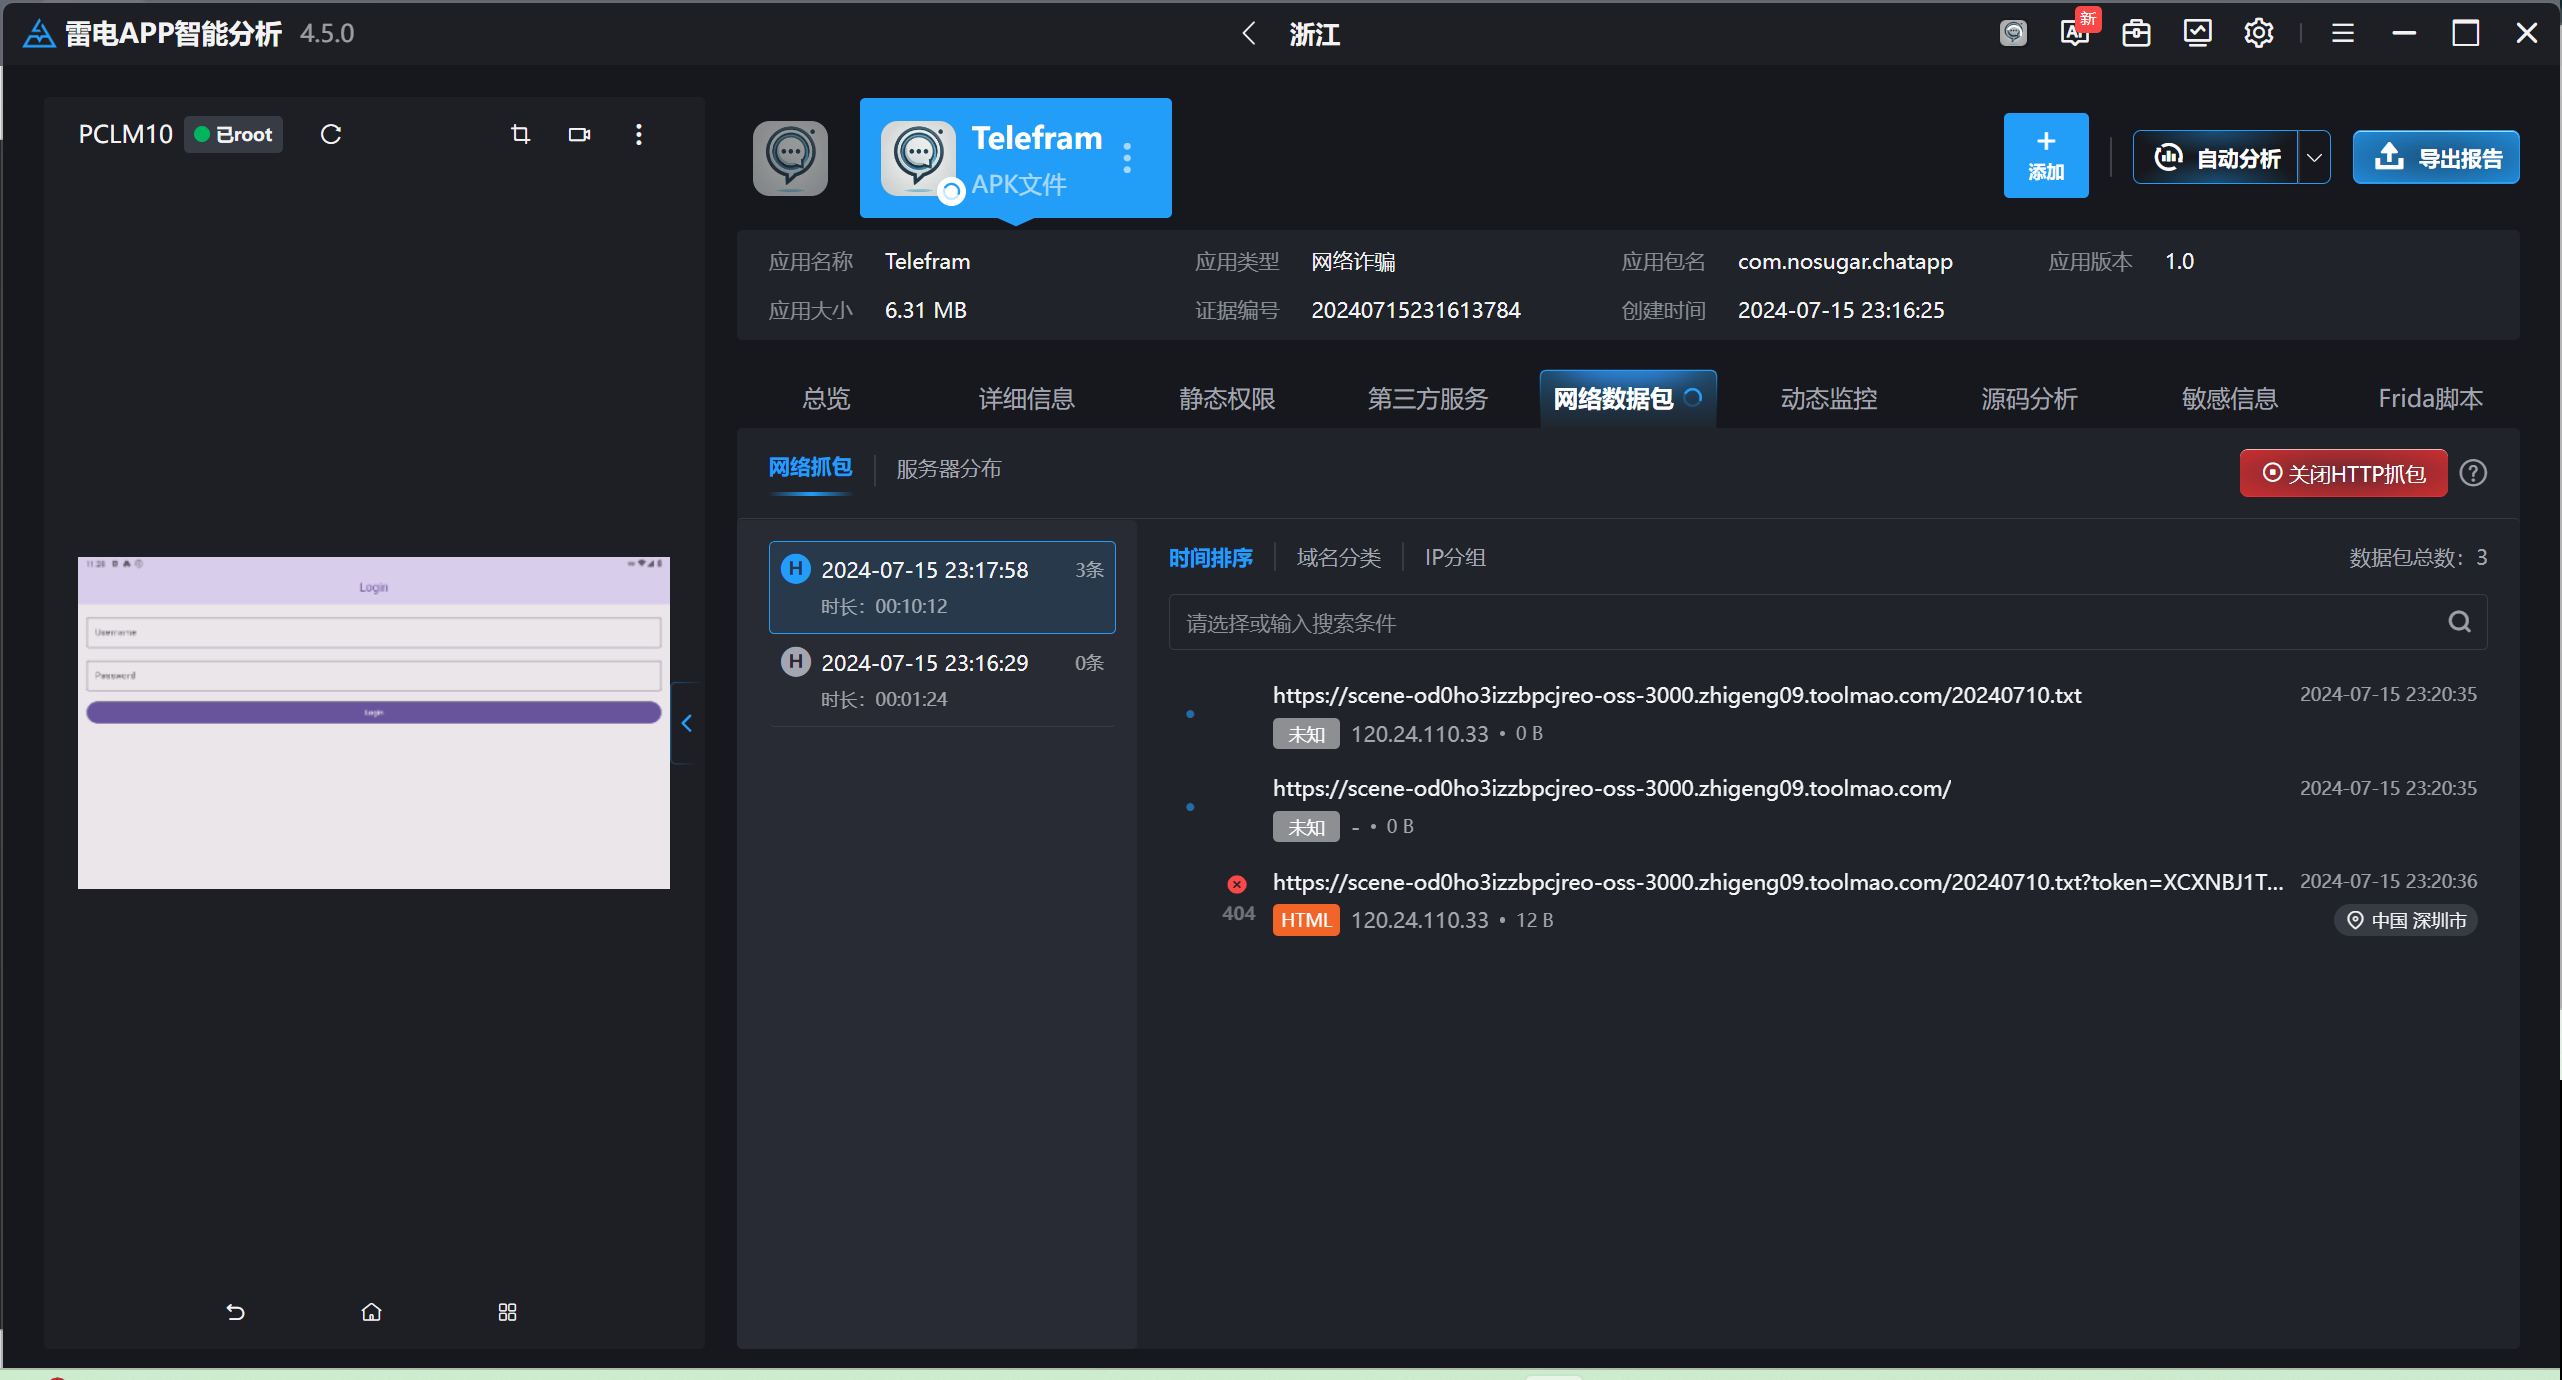 雷电APP智能分析 4.5.0
浙江
新
PCLM10 已root
11:28
Login
Username
Password
Login
Telefram
APK文件
添加
自动分析
导出报告
应用名称 Telefram 应用类型 网络诈骗 应用包名 com.nosugar.chatapp 应用版本 1.0
应用大小 6.31 MB 证据编号 20240715231613784 创建时间 2024-07-15 23:16:25
总览 详细信息 静态权限 第三方服务 网络数据包 动态监控 源码分析 敏感信息 Frida脚本
网络抓包 服务器分布
关闭HTTP抓包
H 2024-07-15 23:17:58 3条
时长：00:10:12
H 2024-07-15 23:16:29 0条
时长：00:01:24
时间排序 域名分类 IP分组 数据包总数：3
请选择或输入搜索条件
https://scene-od0ho3izzbpcjreo-oss-3000.zhigeng09.toolmao.com/20240710.txt 2024-07-15 23:20:35
未知 120.24.110.33 • 0 B
https://scene-od0ho3izzbpcjreo-oss-3000.zhigeng09.toolmao.com/ 2024-07-15 23:20:35
未知 - • 0 B
https://scene-od0ho3izzbpcjreo-oss-3000.zhigeng09.toolmao.com/20240710.txt?token=XCXNBJ1T... 2024-07-15 23:20:36
404 HTML 120.24.110.33 • 12 B 中国 深圳市